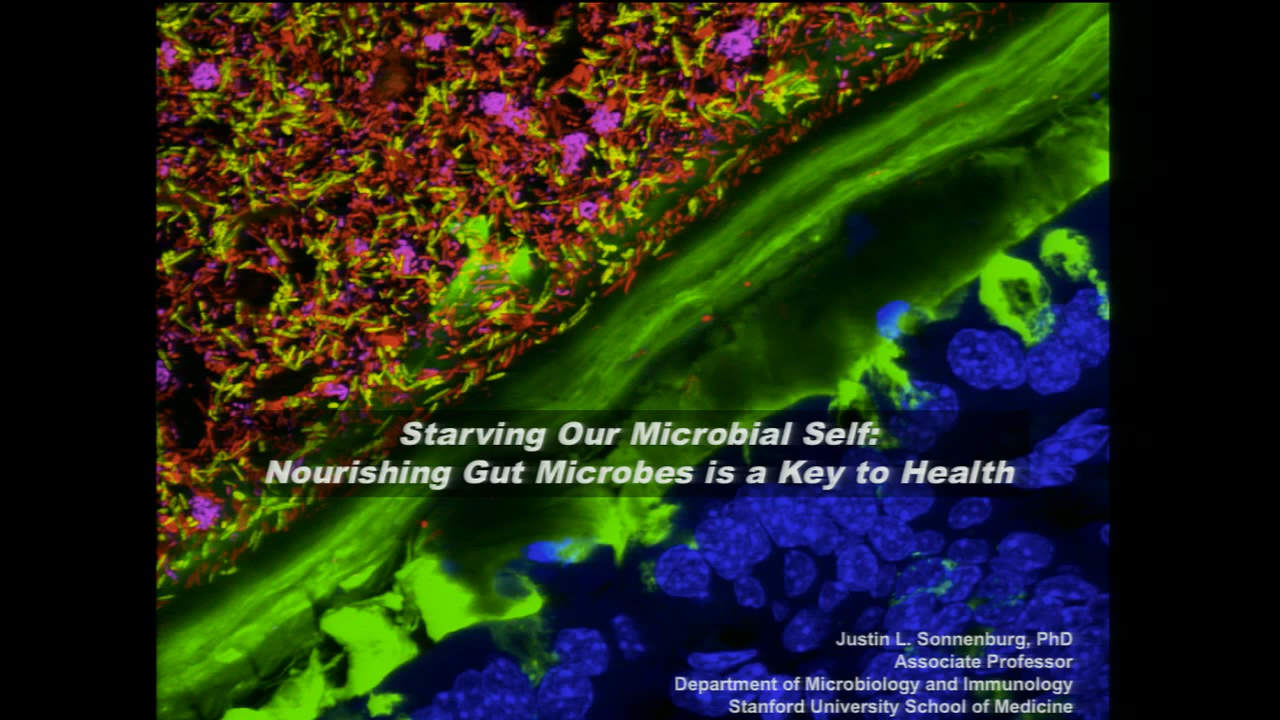 Starving Our Microbial Self:
Nourishing Gut Microbes is a Key to Health
Justin L. Sonnenburg, PhD
Associate Professor
Department of Microbiology and Immunology
Stanford University School of Medicine